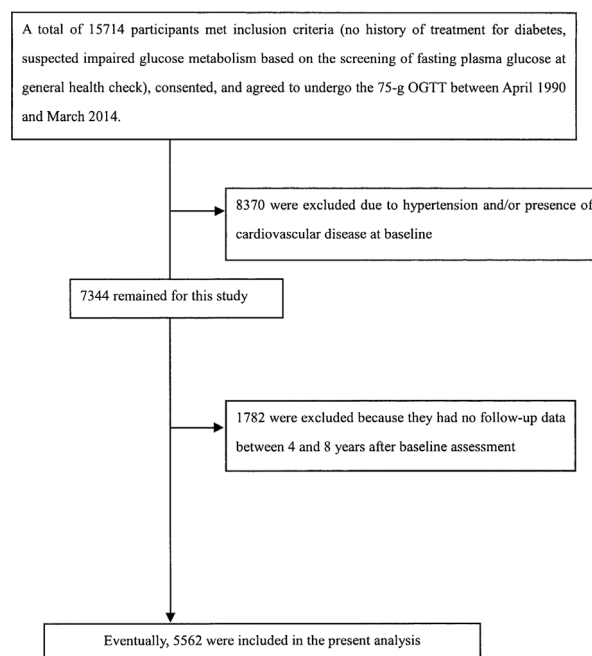 A total of 15714 participants met inclusion criteria (no history of treatment for diabetes,
suspected impaired glucose metabolism based on the screening of fasting plasma glucose at
general health check), consented, and agreed to undergo the 75-g OGTT between April 1990
and March 2014.
8370 were excluded due to hypertension and/or presence of
cardiovascular disease at baseline
7344 remained for this study
1782 were excluded because they had no follow-up data
between 4 and 8 years after baseline assessment
Eventually, 5562 were included in the present analysis